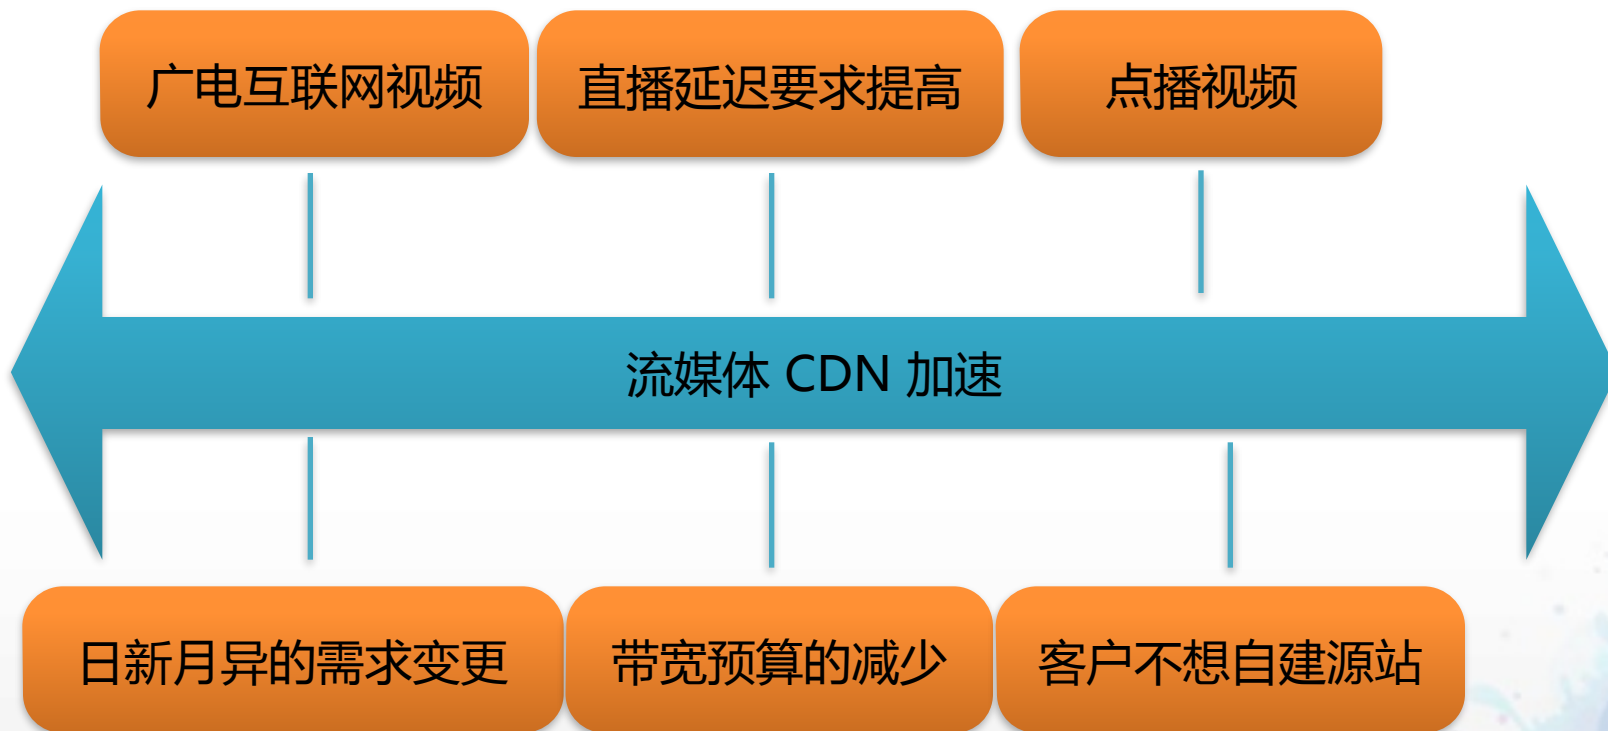 广电互联网视频
直播延迟要求提高
点播视频
流媒体 CDN 加速
日新月异的需求变更
带宽预算的减少
客户不想自建源站